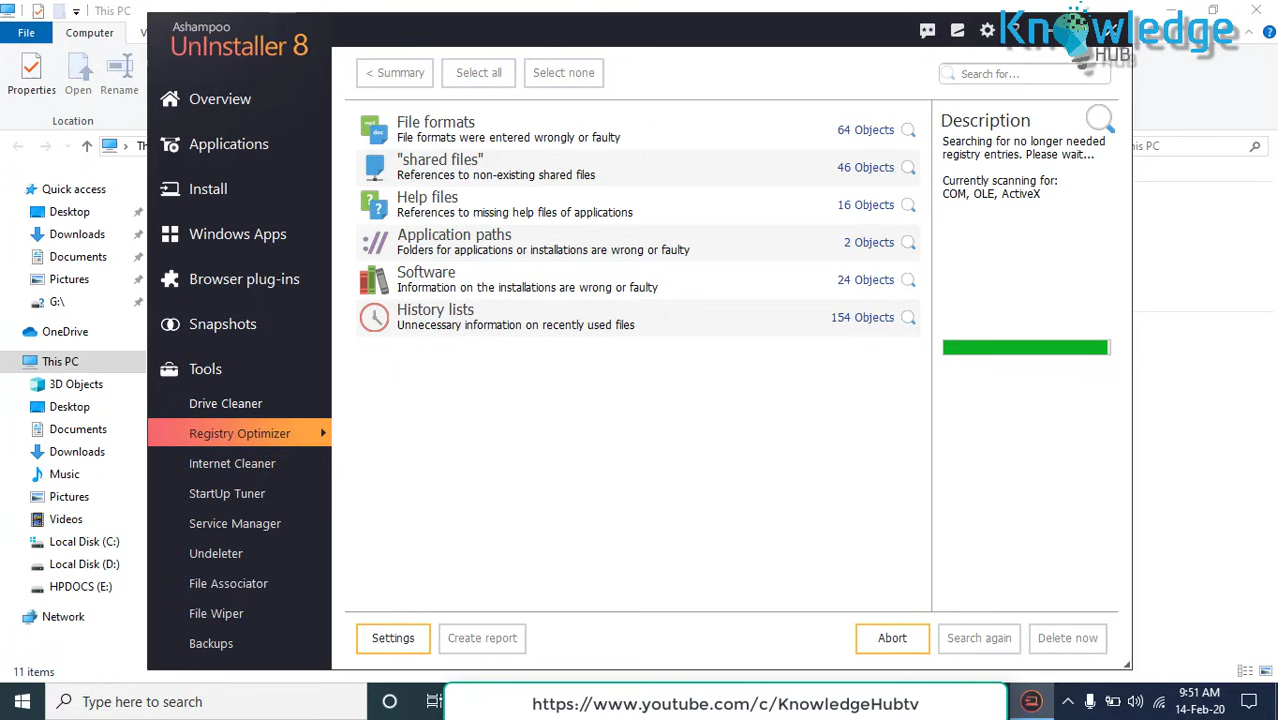 This PC
File
Computer
V
Properties
Open
Rename
Location
Th
his PC
Quick access
Desktop
Downloads
Documents
Pictures
G:\
OneDrive
This PC
3D Objects
Desktop
Documents
Downloads
Music
Pictures
Videos
Local Disk (C:)
Local Disk (D:)
HPDOCS (E:)
Network
11 items
Ashampoo
UnInstaller 8
Overview
Applications
Install
Windows Apps
Browser plug-ins
Snapshots
Tools
Drive Cleaner
Registry Optimizer
Internet Cleaner
StartUp Tuner
Service Manager
Undeleter
File Associator
File Wiper
Backups
< Summary
Select all
Select none
Search for...
Knowledge
HUB
File formats
File formats were entered wrongly or faulty
64 Objects
"shared files"
References to non-existing shared files
46 Objects
Help files
References to missing help files of applications
16 Objects
Application paths
Folders for applications or installations are wrong or faulty
2 Objects
Software
Information on the installations are wrong or faulty
24 Objects
History lists
Unnecessary information on recently used files
154 Objects
Description
Searching for no longer needed
registry entries. Please wait...
Currently scanning for:
COM, OLE, ActiveX
Settings
Create report
Abort
Search again
Delete now
Type here to search
https://www.youtube.com/c/KnowledgeHubtv
9:51 AM
14-Feb-20